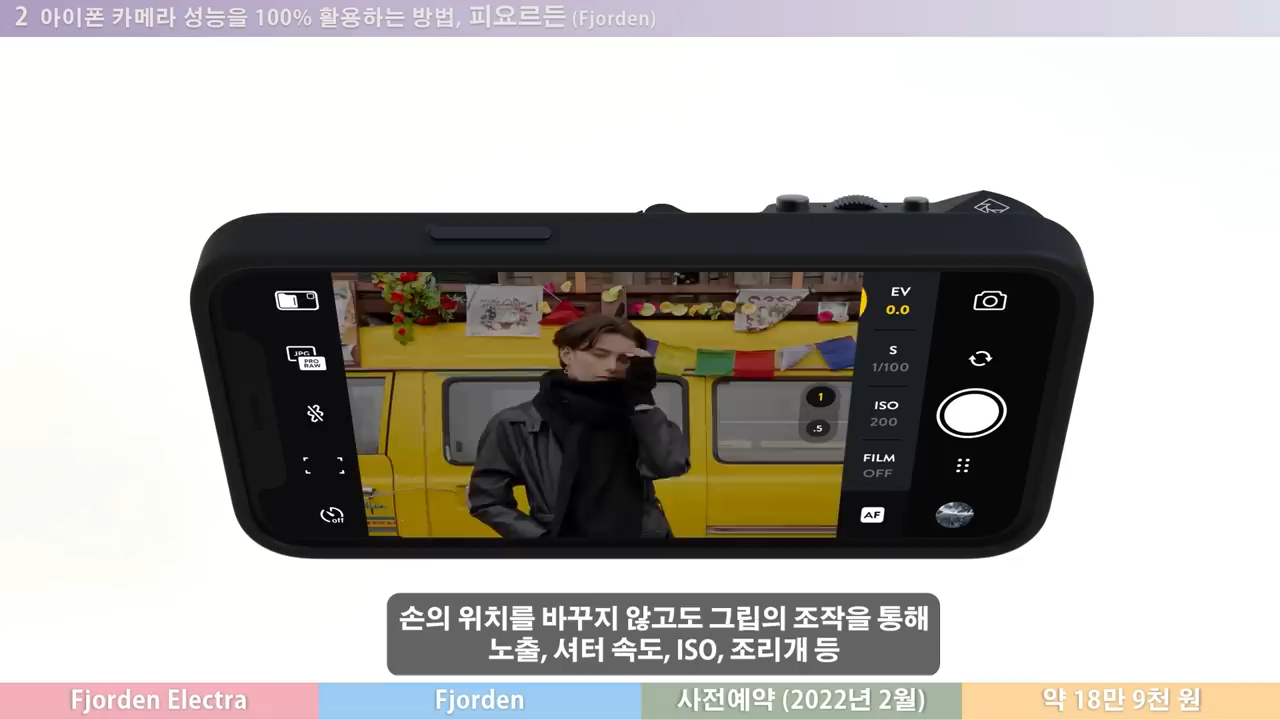 2 아이폰 카메라 성능을 100% 활용하는 방법, 피요르든 (Fjorden)
EV
0.0
JPG
PRO
RAW
S
1/100
1
ISO
200
.5
FILM
OFF
off
AF
손의 위치를 바꾸지 않고도 그립의 조작을 통해
노출, 셔터 속도, ISO, 조리개 등
Fjorden Electra
Fjorden
사전예약 (2022년 2월)
약 18만 9천 원